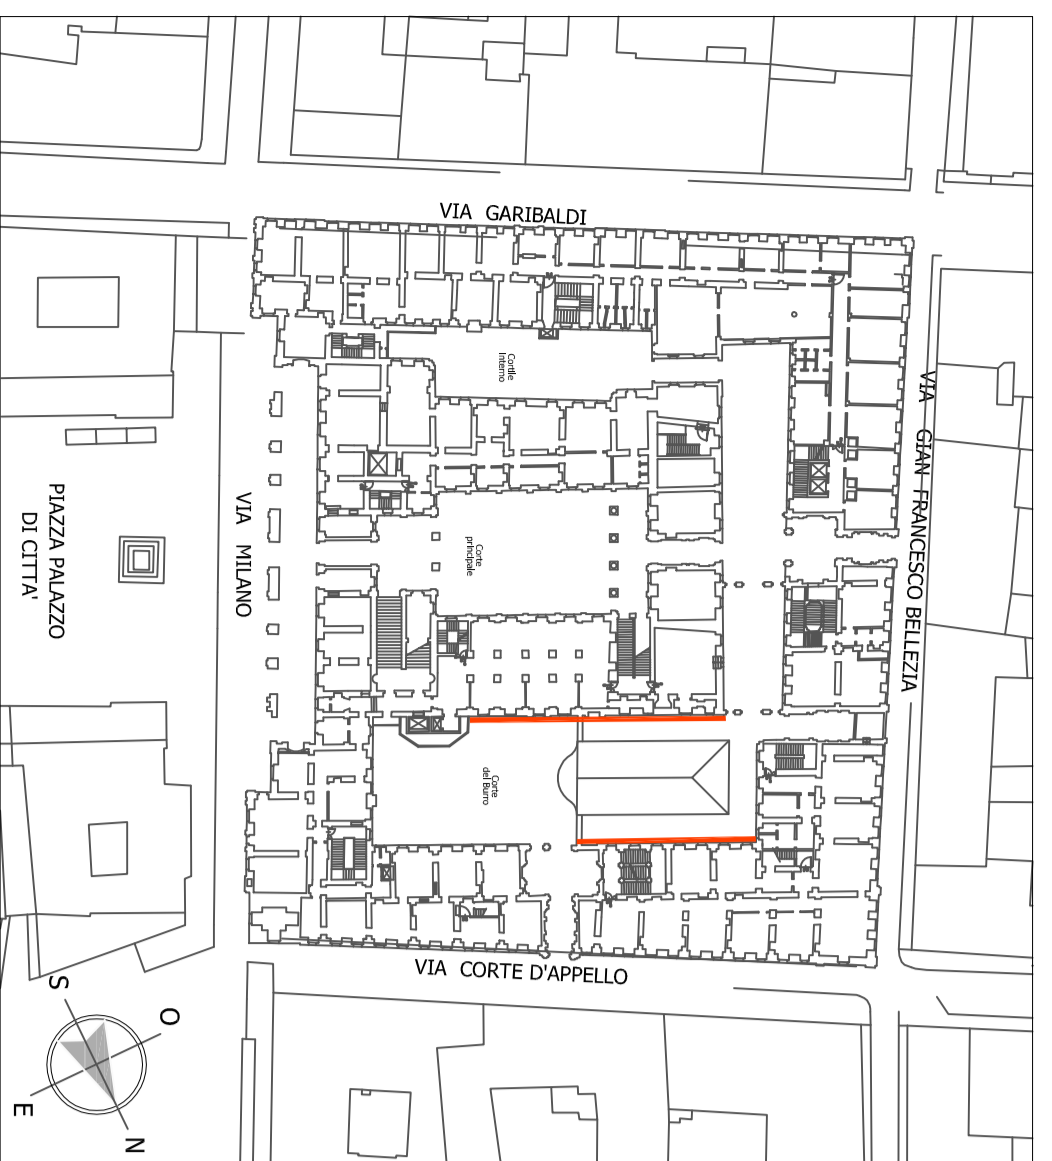 VIA GARIBALDI
Cortile
Interno
VIA GIAN FRANCESCO BELLEZIA
PIAZZA PALAZZO
DI CITTA'
VIA MILANO
Corte
principale
Corte
del Burro
VIA CORTE D'APPELLO
S
O
E
N